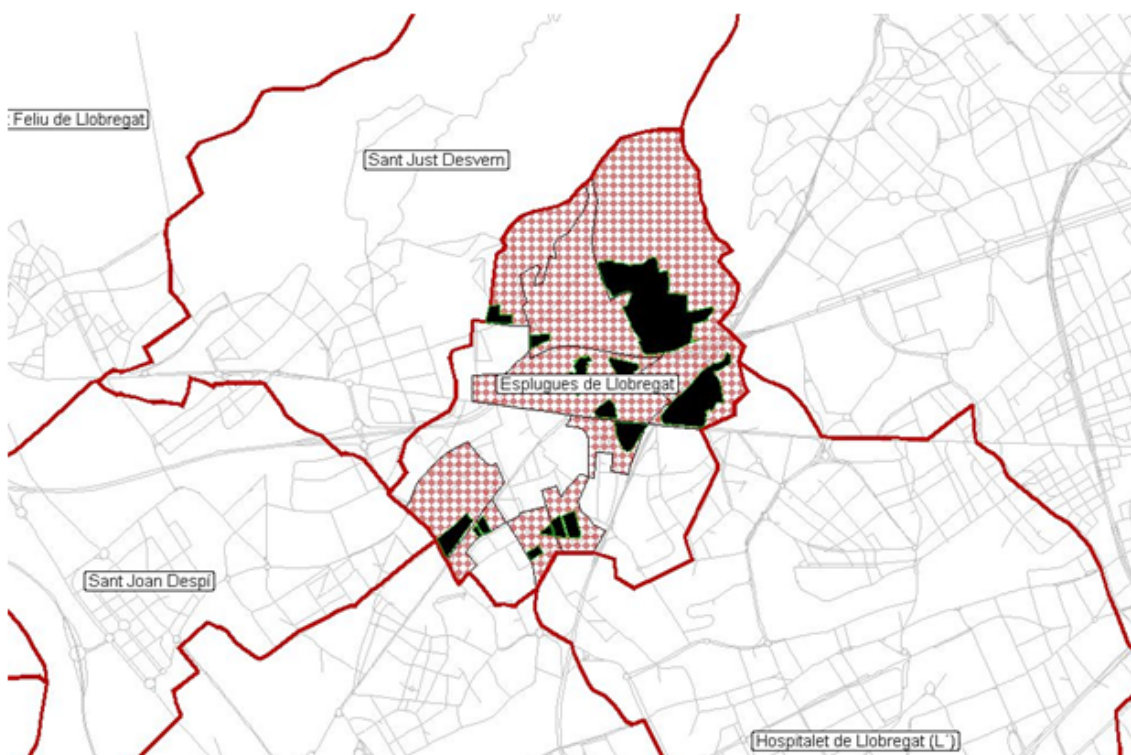 : Feliu de Llobregat
Sant Just Desvern
Esplugues de Llobregat
Sant Joan Despí
Hospitalet de Llobregat (L´)